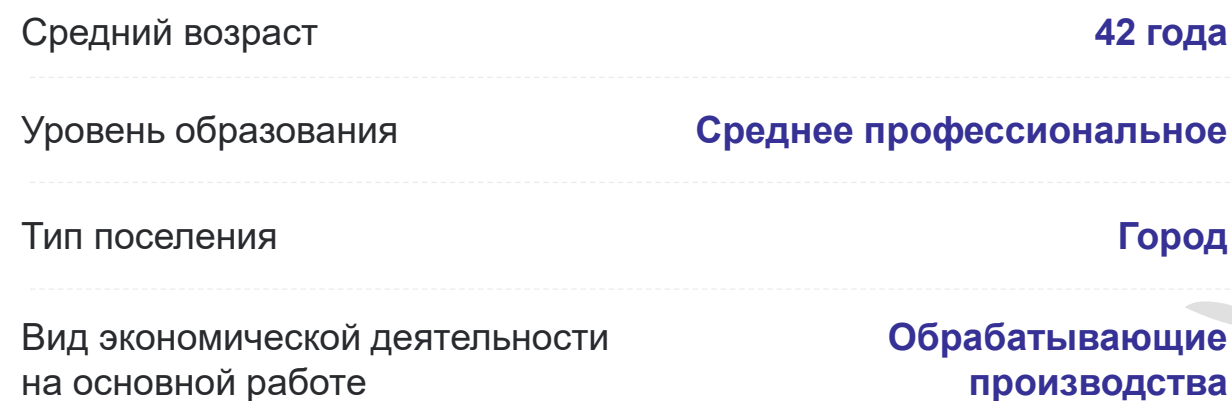 Средний возраст 42 года
Уровень образования Среднее профессиональное
Тип поселения Город
Вид экономической деятельности Обрабатывающие
на основной работе производства